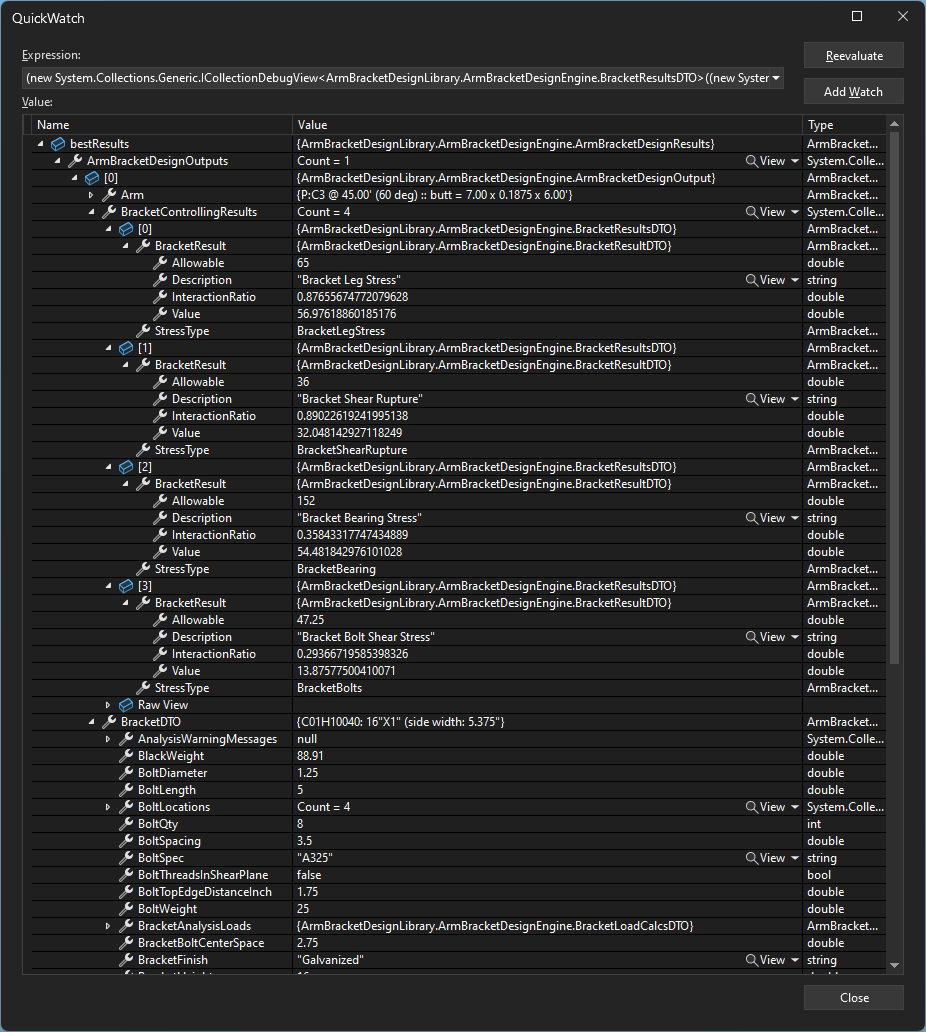 QuickWatch
Expression:
(new System.Collections.Generic.ICollectionDebugView<ArmBracketDesignLibrary.ArmBracketDesignEngine.BracketResultsDTO>((new System
Reevaluate
Add Watch
Value:
Name Value Type
bestResults {ArmBracketDesignLibrary.ArmBracketDesignEngine.ArmBracketDesignResults} ArmBracket...
ArmBracketDesignOutputs Count = 1 View System.Colle...
[0] {ArmBracketDesignLibrary.ArmBracketDesignEngine.ArmBracketDesignOutput} ArmBracket...
Arm {P:C3 @ 45.00' (60 deg) :: butt = 7.00 x 0.1875 x 6.00'} ArmBracket...
BracketControllingResults Count = 4 View System.Colle...
[0] {ArmBracketDesignLibrary.ArmBracketDesignEngine.BracketResultsDTO} ArmBracket...
BracketResult {ArmBracketDesignLibrary.ArmBracketDesignEngine.BracketResultDTO} ArmBracket...
Allowable 65 double
Description "Bracket Leg Stress" View string
InteractionRatio 0.87655674772079628 double
Value 56.97618860185176 double
StressType BracketLegStress ArmBracket...
[1] {ArmBracketDesignLibrary.ArmBracketDesignEngine.BracketResultsDTO} ArmBracket...
BracketResult {ArmBracketDesignLibrary.ArmBracketDesignEngine.BracketResultDTO} ArmBracket...
Allowable 36 double
Description "Bracket Shear Rupture" View string
InteractionRatio 0.89022619241995138 double
Value 32.048142927118249 double
StressType BracketShearRupture ArmBracket...
[2] {ArmBracketDesignLibrary.ArmBracketDesignEngine.BracketResultsDTO} ArmBracket...
BracketResult {ArmBracketDesignLibrary.ArmBracketDesignEngine.BracketResultDTO} ArmBracket...
Allowable 152 double
Description "Bracket Bearing Stress" View string
InteractionRatio 0.35843317747434889 double
Value 54.481842976101028 double
StressType BracketBearing ArmBracket...
[3] {ArmBracketDesignLibrary.ArmBracketDesignEngine.BracketResultsDTO} ArmBracket...
BracketResult {ArmBracketDesignLibrary.ArmBracketDesignEngine.BracketResultDTO} ArmBracket...
Allowable 47.25 double
Description "Bracket Bolt Shear Stress" View string
InteractionRatio 0.29366719585398326 double
Value 13.87577500410071 double
StressType BracketBolts ArmBracket...
Raw View
BracketDTO {C01H10040: 16"X1" (side width: 5.375"} ArmBracket...
AnalysisWarningMessages null System.Colle...
BlackWeight 88.91 double
BoltDiameter 1.25 double
BoltLength 5 double
BoltLocations Count = 4 View System.Colle...
BoltQty 8 int
BoltSpacing 3.5 double
BoltSpec "A325" View string
BoltThreadsInShearPlane false bool
BoltTopEdgeDistanceInch 1.75 double
BoltWeight 25 double
BracketAnalysisLoads {ArmBracketDesignLibrary.ArmBracketDesignEngine.BracketLoadCalcsDTO} ArmBracket...
BracketBoltCenterSpace 2.75 double
BracketFinish "Galvanized" View string
Close